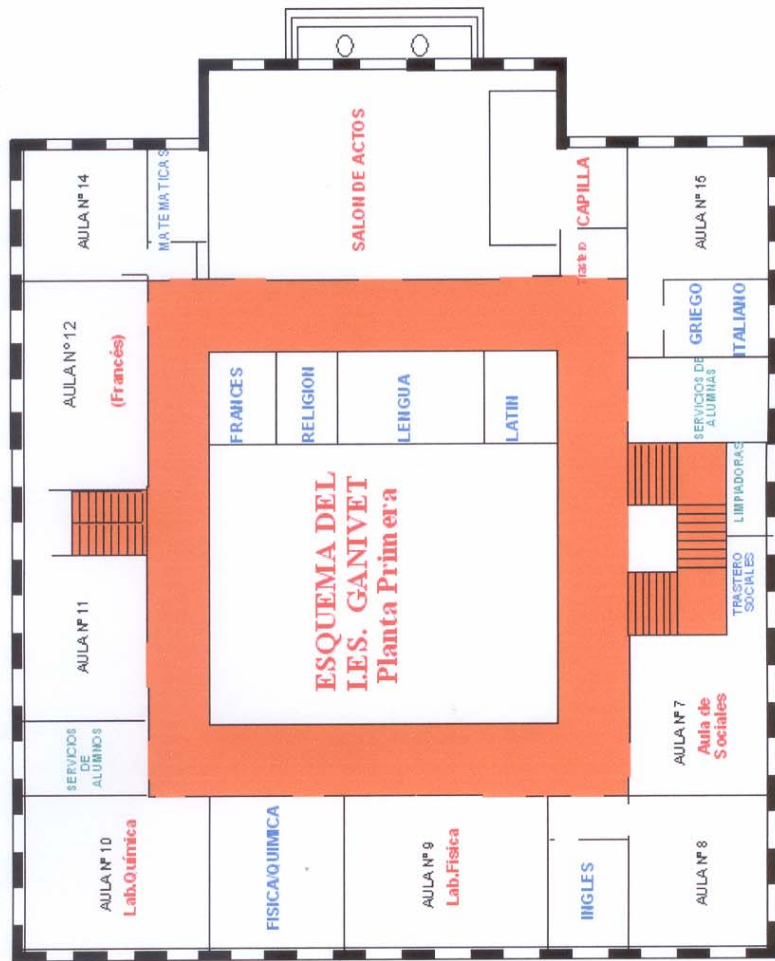 ESQUEMA DEL
I.E.S. GANIVET
Planta Primera
AULA Nº 10
Lab.Química
SERVICIOS
DE
ALUMNOS
AULA Nº 11
AULA Nº 12
(Francés)
AULA Nº 14
MATEMATICAS
FISICA/QUIMICA
FRANCES
RELIGION
LENGUA
LATIN
SALON DE ACTOS
AULA Nº 9
Lab.Fisica
INGLES
Trastero
CAPILLA
AULA Nº 8
AULA Nº 7
Aula de
Sociales
TRASTERO
SOCIALES
LIMPIADORAS
SERVICIOS DE
ALUMNAS
GRIEGO
ITALIANO
AULA Nº 15